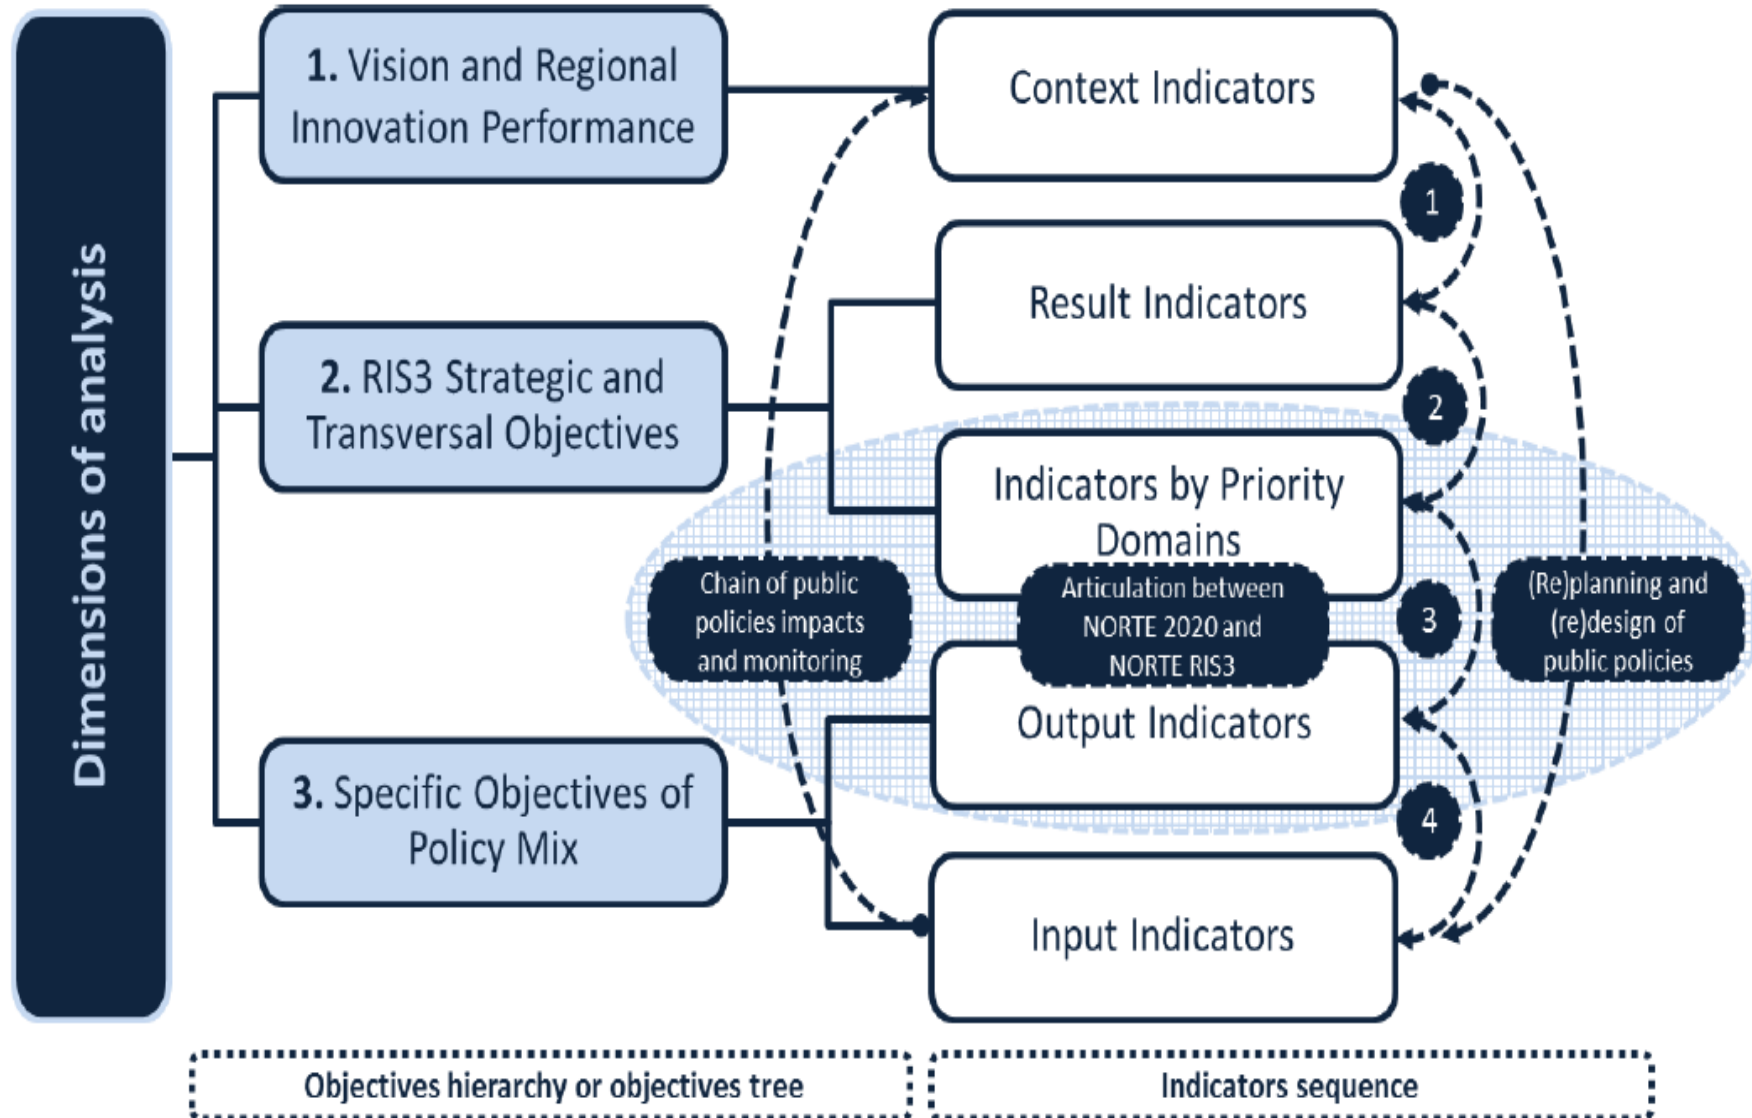 Dimensions of analysis
1. Vision and Regional
Innovation Performance
2. RIS3 Strategic and
Transversal Objectives
3. Specific Objectives of
Policy Mix
Context Indicators
Result Indicators
Indicators by Priority
Domains
Output Indicators
Input Indicators
1
2
3
4
Chain of public
policies impacts
and monitoring
Articulation between
NORTE 2020 and
NORTE RIS3
(Re)planning and
(re)design of
public policies
Objectives hierarchy or objectives tree
Indicators sequence